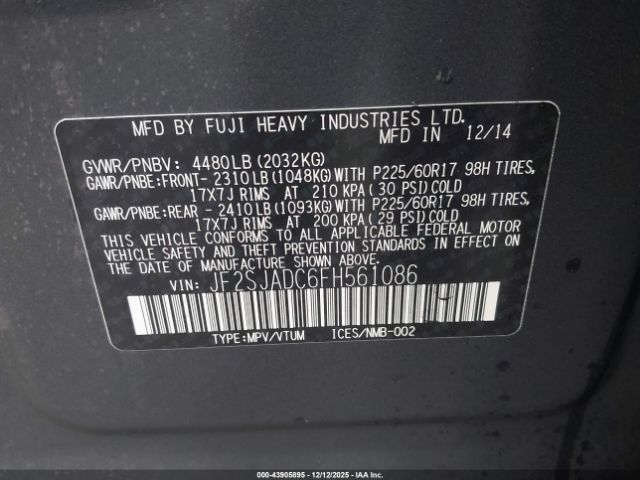 MFD BY FUJI HEAVY INDUSTRIES LTD.
MFD IN 12/14
GVWR/PNBV: 4480LB(2032KG)
GAWR/PNBE:FRONT-2310LB(1048KG)WITH P225/60R17 98H TIRES,
17X7J RIMS AT 210 KPA(30 PSI)COLD
GAWR/PNBE:REAR -2410LB(1093KG)WITH P225/60R17 98H TIRES,
17X7J RIMS AT 200 KPA(29 PSI)COLD
THIS VEHICLE CONFORMS TO ALL APPLICABLE FEDERAL MOTOR
VEHICLE SAFETY AND THEFT PREVENTION STANDARDS IN EFFECT
ON THE DATE OF MANUFACTURE SHOWN ABOVE.
VIN: JF2SJADC6FH561086
TYPE:MPV/VTUM ICES/NMB-002
000-43905895 - 12/12/2025 - IAA Inc.